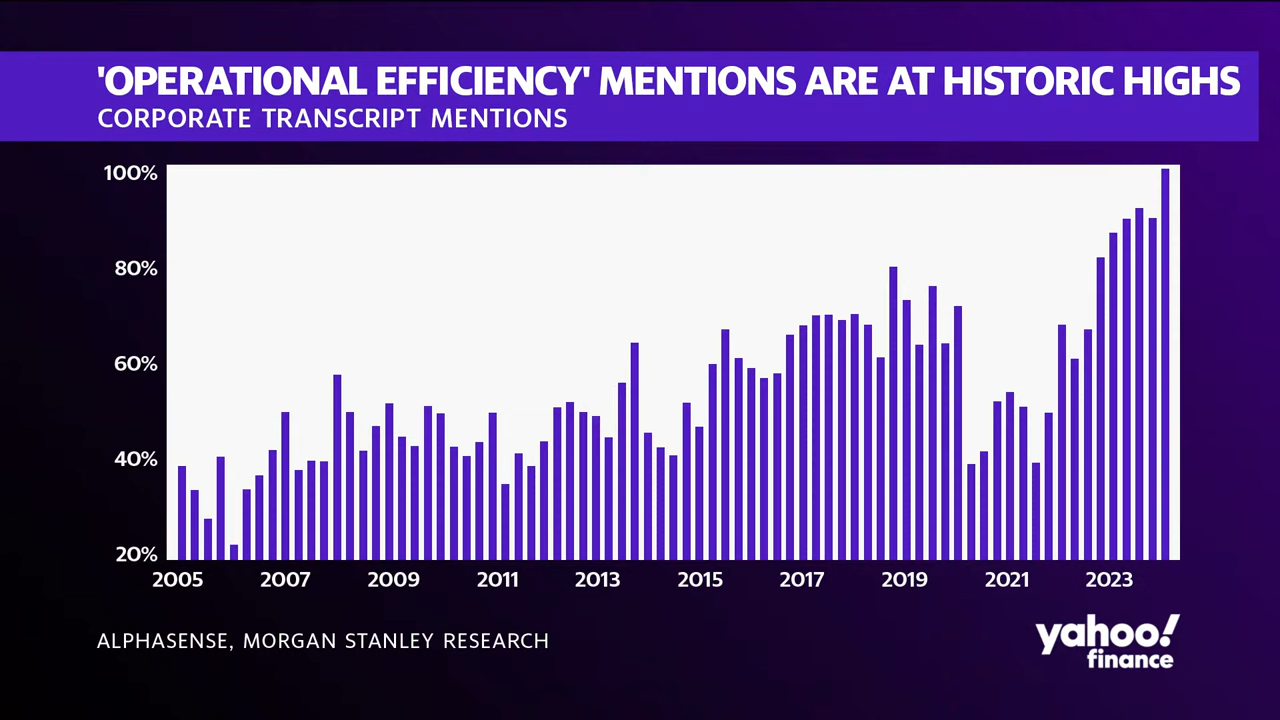 'OPERATIONAL EFFICIENCY' MENTIONS ARE AT HISTORIC HIGHS
CORPORATE TRANSCRIPT MENTIONS
100%
80%
60%
40%
20%
2005 2007 2009 2011 2013 2015 2017 2019 2021 2023
ALPHASENSE, MORGAN STANLEY RESEARCH
yahoo!
finance